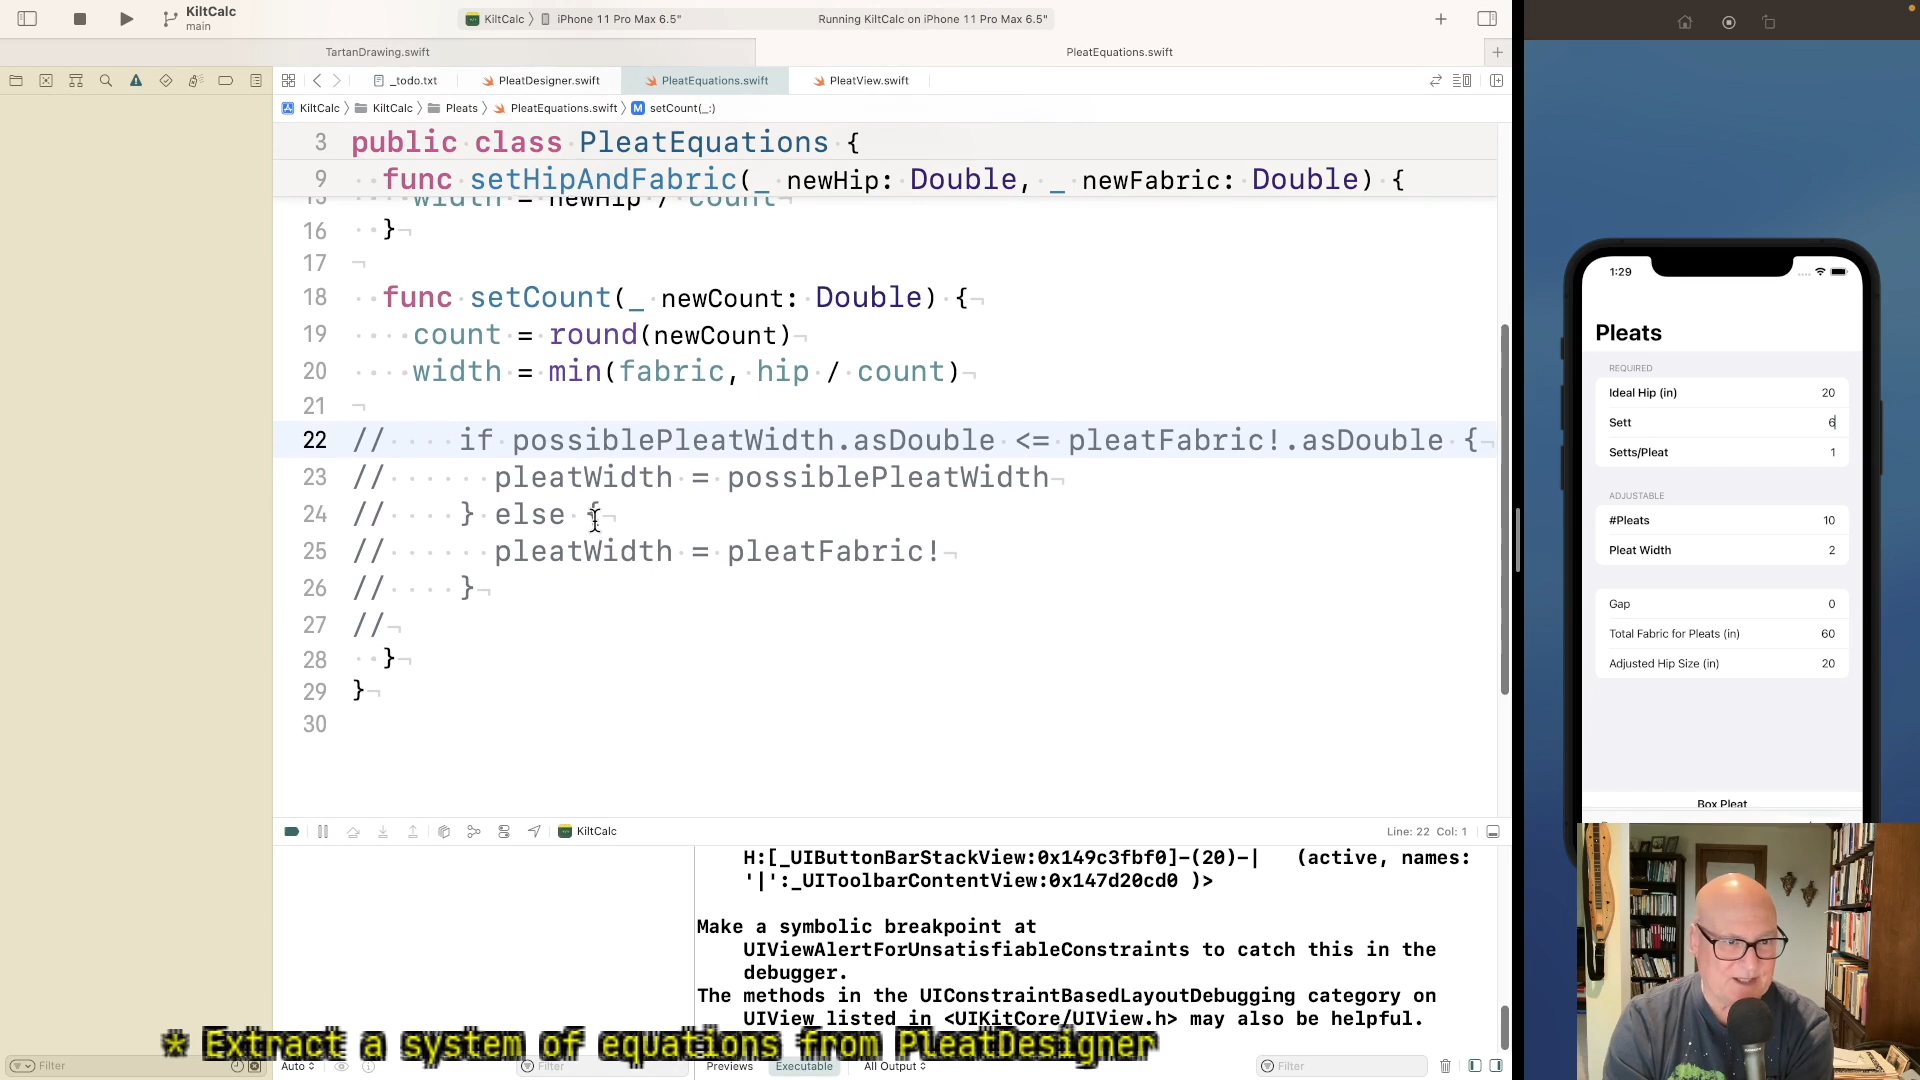 KiltCalc
main
KiltCalc
iPhone 11 Pro Max 6.5"
Running KiltCalc on iPhone 11 Pro Max 6.5"
TartanDrawing.swift
PleatEquations.swift
_todo.txt
PleatDesigner.swift
PleatEquations.swift
PleatView.swift
KiltCalc
KiltCalc
Pleats
PleatEquations.swift
M
setCount(_:)
3 public class PleatEquations {
9 func setHipAndFabric(_ newHip: Double, _ newFabric: Double) {
15 width = newHip / count
16 }
17
18 func setCount(_ newCount: Double) {
19 count = round(newCount)
20 width = min(fabric, hip / count)
21
22 // if possiblePleatWidth.asDouble <= pleatFabric!.asDouble {
23 // pleatWidth = possiblePleatWidth
24 // } else {
25 // pleatWidth = pleatFabric!
26 // }
27 //
28 }
29 }
30
KiltCalc
Line: 22 Col: 1
H:[_UIButtonBarStackView:0x149c3fbf0]-(20)-| (active, names:
'|':_UIToolbarContentView:0x147d20cd0 )>
Make a symbolic breakpoint at
UIViewAlertForUnsatisfiableConstraints to catch this in the
debugger.
The methods in the UIConstraintBasedLayoutDebugging category on
UIView listed in <UIKitCore/UIView.h> may also be helpful.
* Extract a system of equations from PleatDesigner
Filter
Auto
Filter
Previews
Executable
All Output
Filter
1:29
Pleats
REQUIRED
Ideal Hip (in) 20
Sett 6
Setts/Pleat 1
ADJUSTABLE
#Pleats 10
Pleat Width 2
Gap 0
Total Fabric for Pleats (in) 60
Adjusted Hip Size (in) 20
Box Pleat